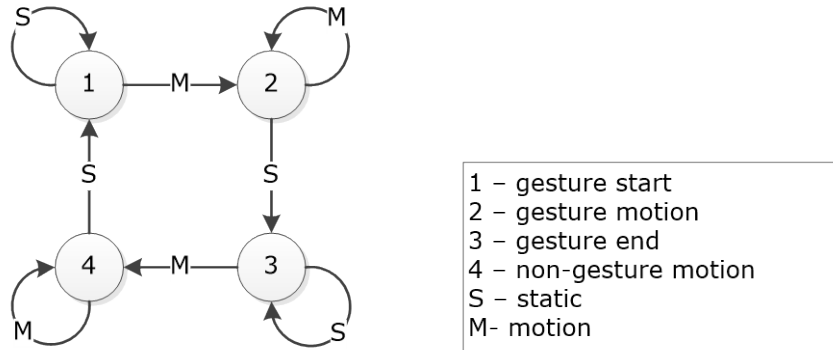 S
M
1
M
2
S
S
4
M
3
M
S
1 – gesture start
2 – gesture motion
3 – gesture end
4 – non-gesture motion
S – static
M- motion